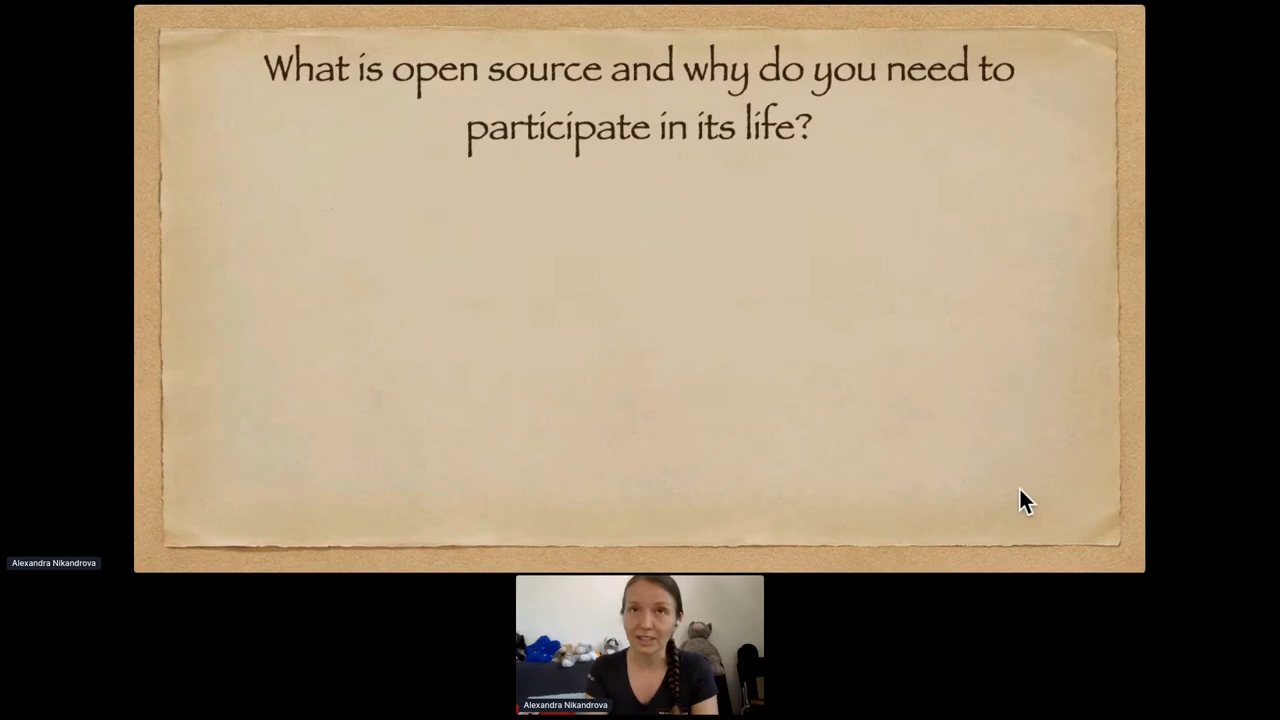 What is open source and why do you need to
participate in its life?
Alexandra Nikandrova
Alexandra Nikandrova